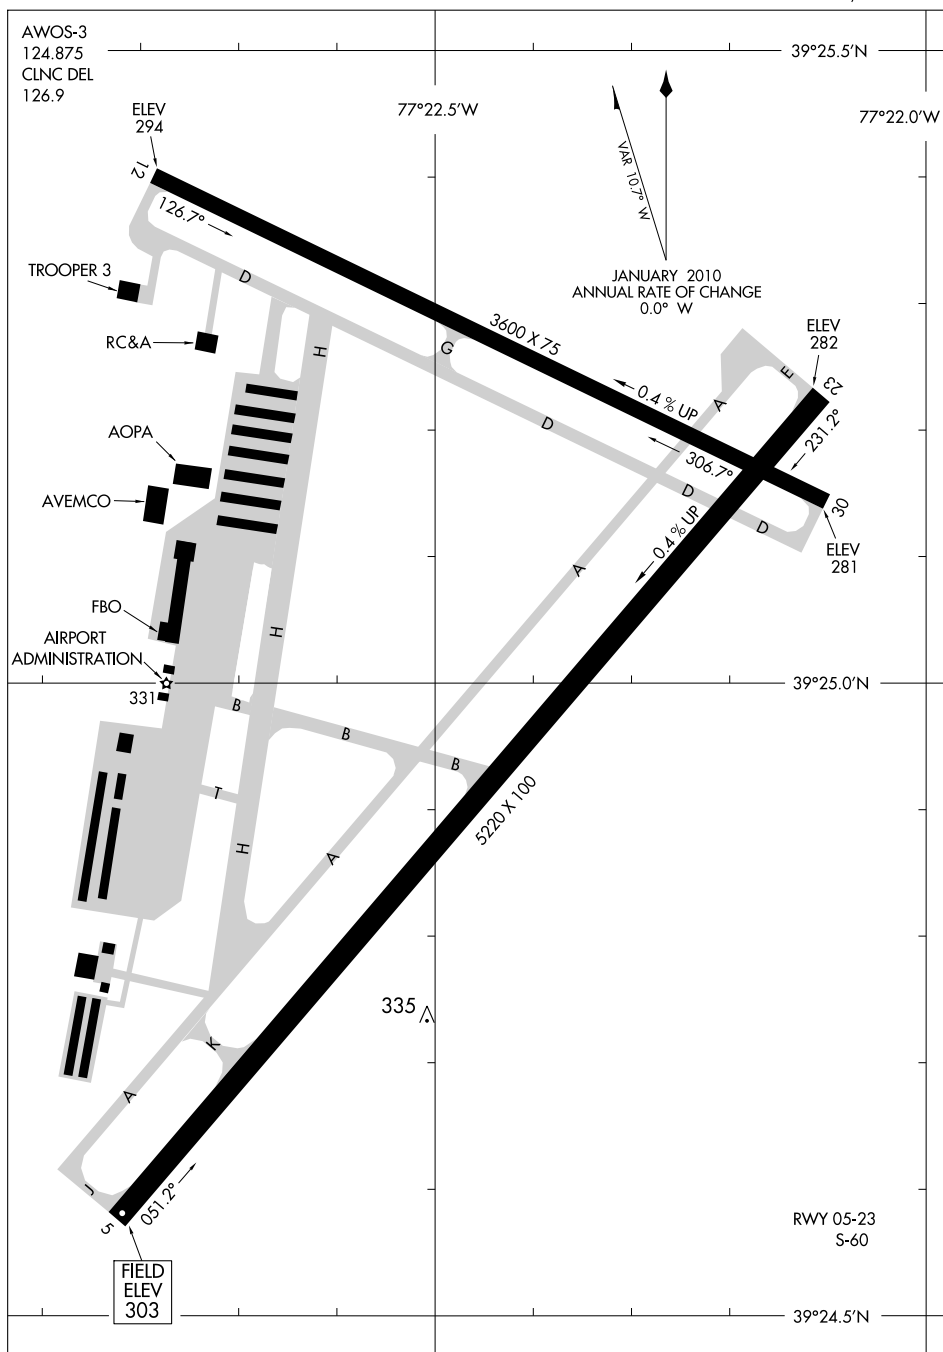 AWOS-3
124.875
CLNC DEL
126.9
39°25.5'N
77°22.5'W
77°22.0'W
ELEV
294
12
126.7°
VAR 10.7° W
JANUARY 2010
ANNUAL RATE OF CHANGE
0.0° W
TROOPER 3
D
RC&A
H
G
3600 X 75
ELEV
282
23
E
A
0.4 % UP
231.2°
AOPA
D
306.7°
AVEMCO
D
D
30
ELEV
281
0.4 % UP
A
FBO
H
AIRPORT
ADMINISTRATION
331
39°25.0'N
B
B
B
T
H
A
5220 X 100
335
K
A
J
051.2°
5
RWY 05-23
S-60
FIELD
ELEV
303
39°24.5'N